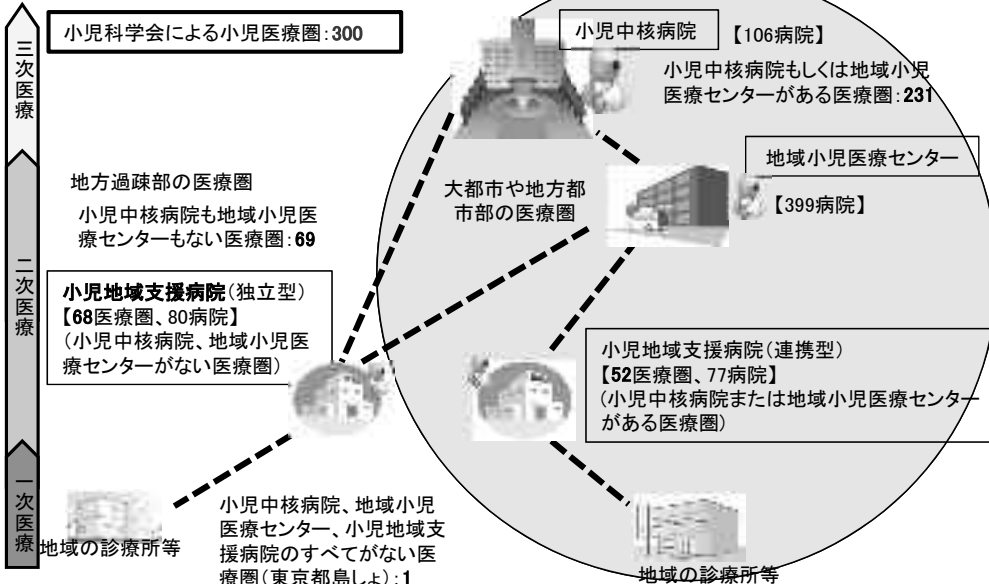 三次医療
小児科学会による小児医療圏：300
小児中核病院
【106病院】
小児中核病院もしくは地域小児
医療センターがある医療圏：231
地域小児医療センター
【399病院】
大都市や地方都
市部の医療圏
地方過疎部の医療圏
小児中核病院も地域小児医
療センターもない医療圏：69
二次医療
小児地域支援病院（独立型）
【68医療圏、80病院】
（小児中核病院、地域小児医
療センターがない医療圏）
小児地域支援病院（連携型）
【52医療圏、77病院】
（小児中核病院または地域小児医療センター
がある医療圏）
一次医療
地域の診療所等
小児中核病院、地域小児
医療センター、小児地域支
援病院のすべてがない医
療圏（東京都島しょ）：1
地域の診療所等